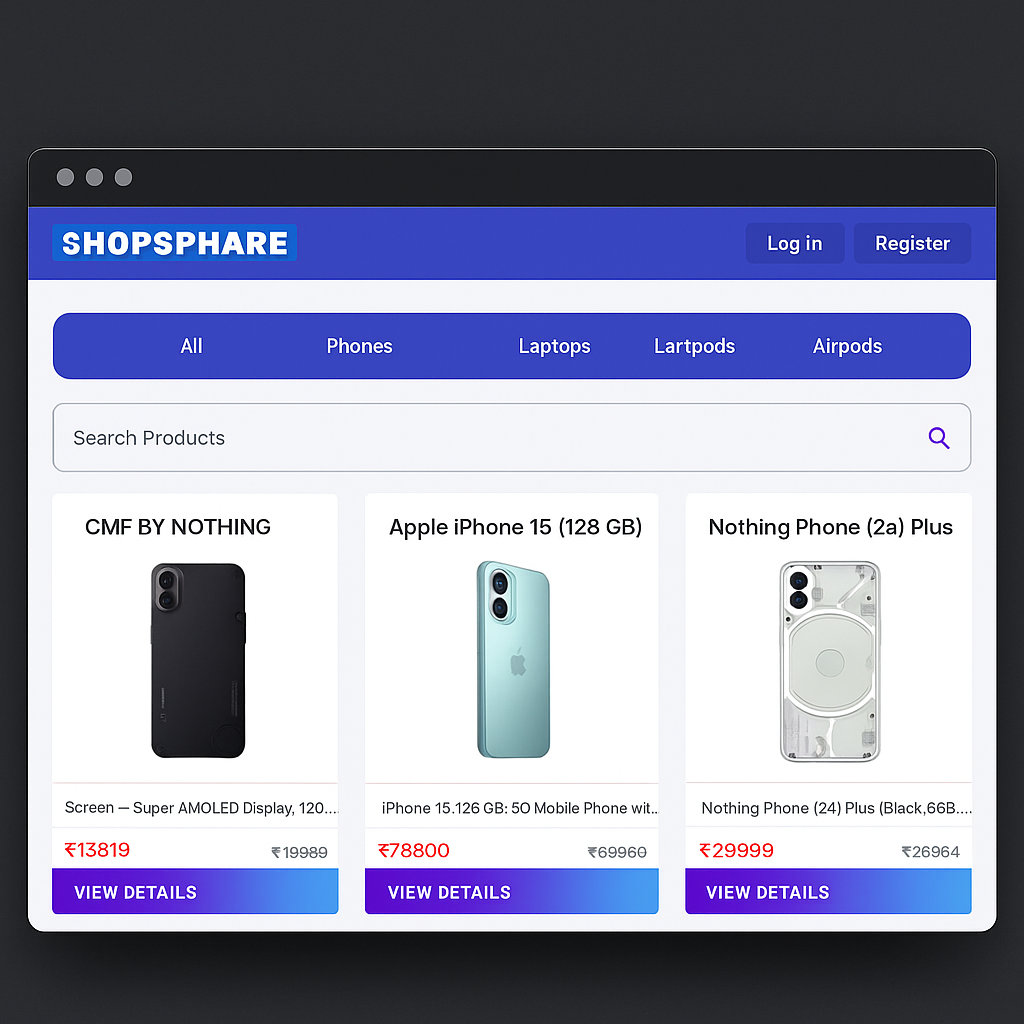 SHOPSPHARE
Log in
Register
All
Phones
Laptops
Lartpods
Airpods
Search Products
CMF BY NOTHING
Apple iPhone 15 (128 GB)
Nothing Phone (2a) Plus
Screen — Super AMOLED Display, 120....
iPhone 15.126 GB: 5O Mobile Phone wit..
Nothing Phone (24) Plus (Black,66B....
₹13819
₹19989
₹78800
₹69960
₹29999
₹26964
VIEW DETAILS
VIEW DETAILS
VIEW DETAILS